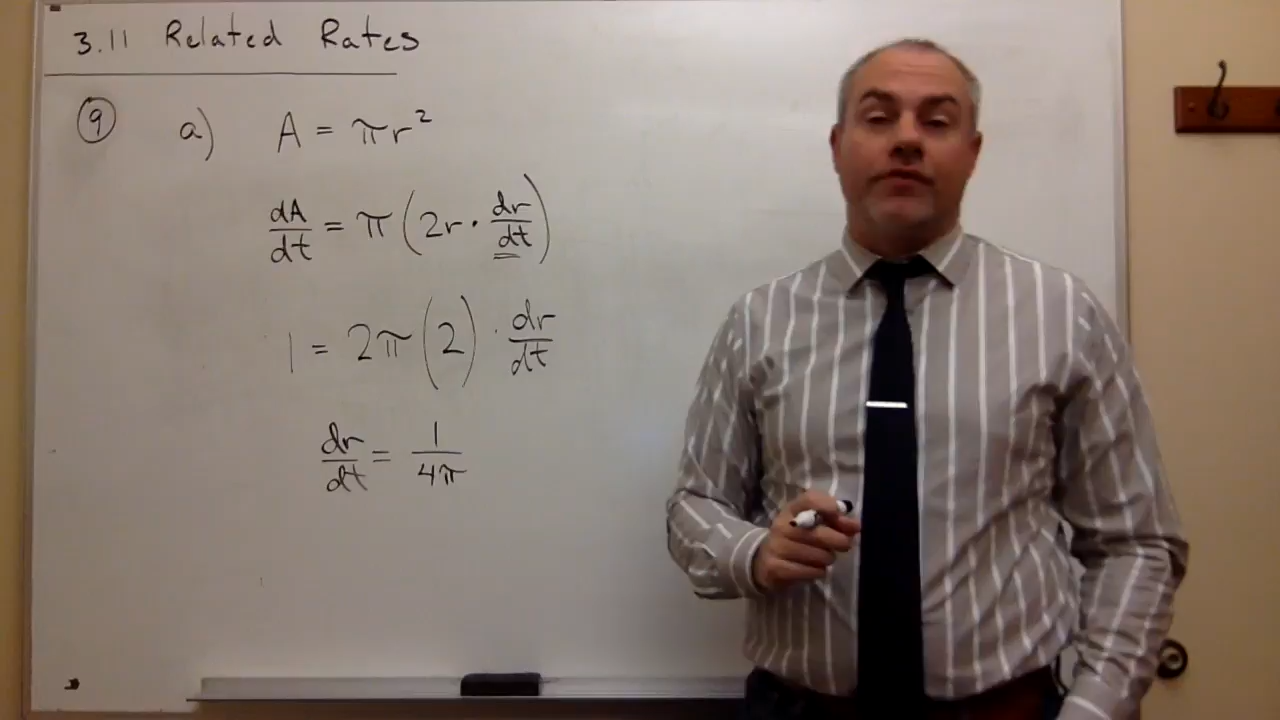 3.11 Related Rates
9 a) A = πr²
dA/dt = π(2r · dr/dt)
1 = 2π(2) · dr/dt
dr/dt = 1/4π